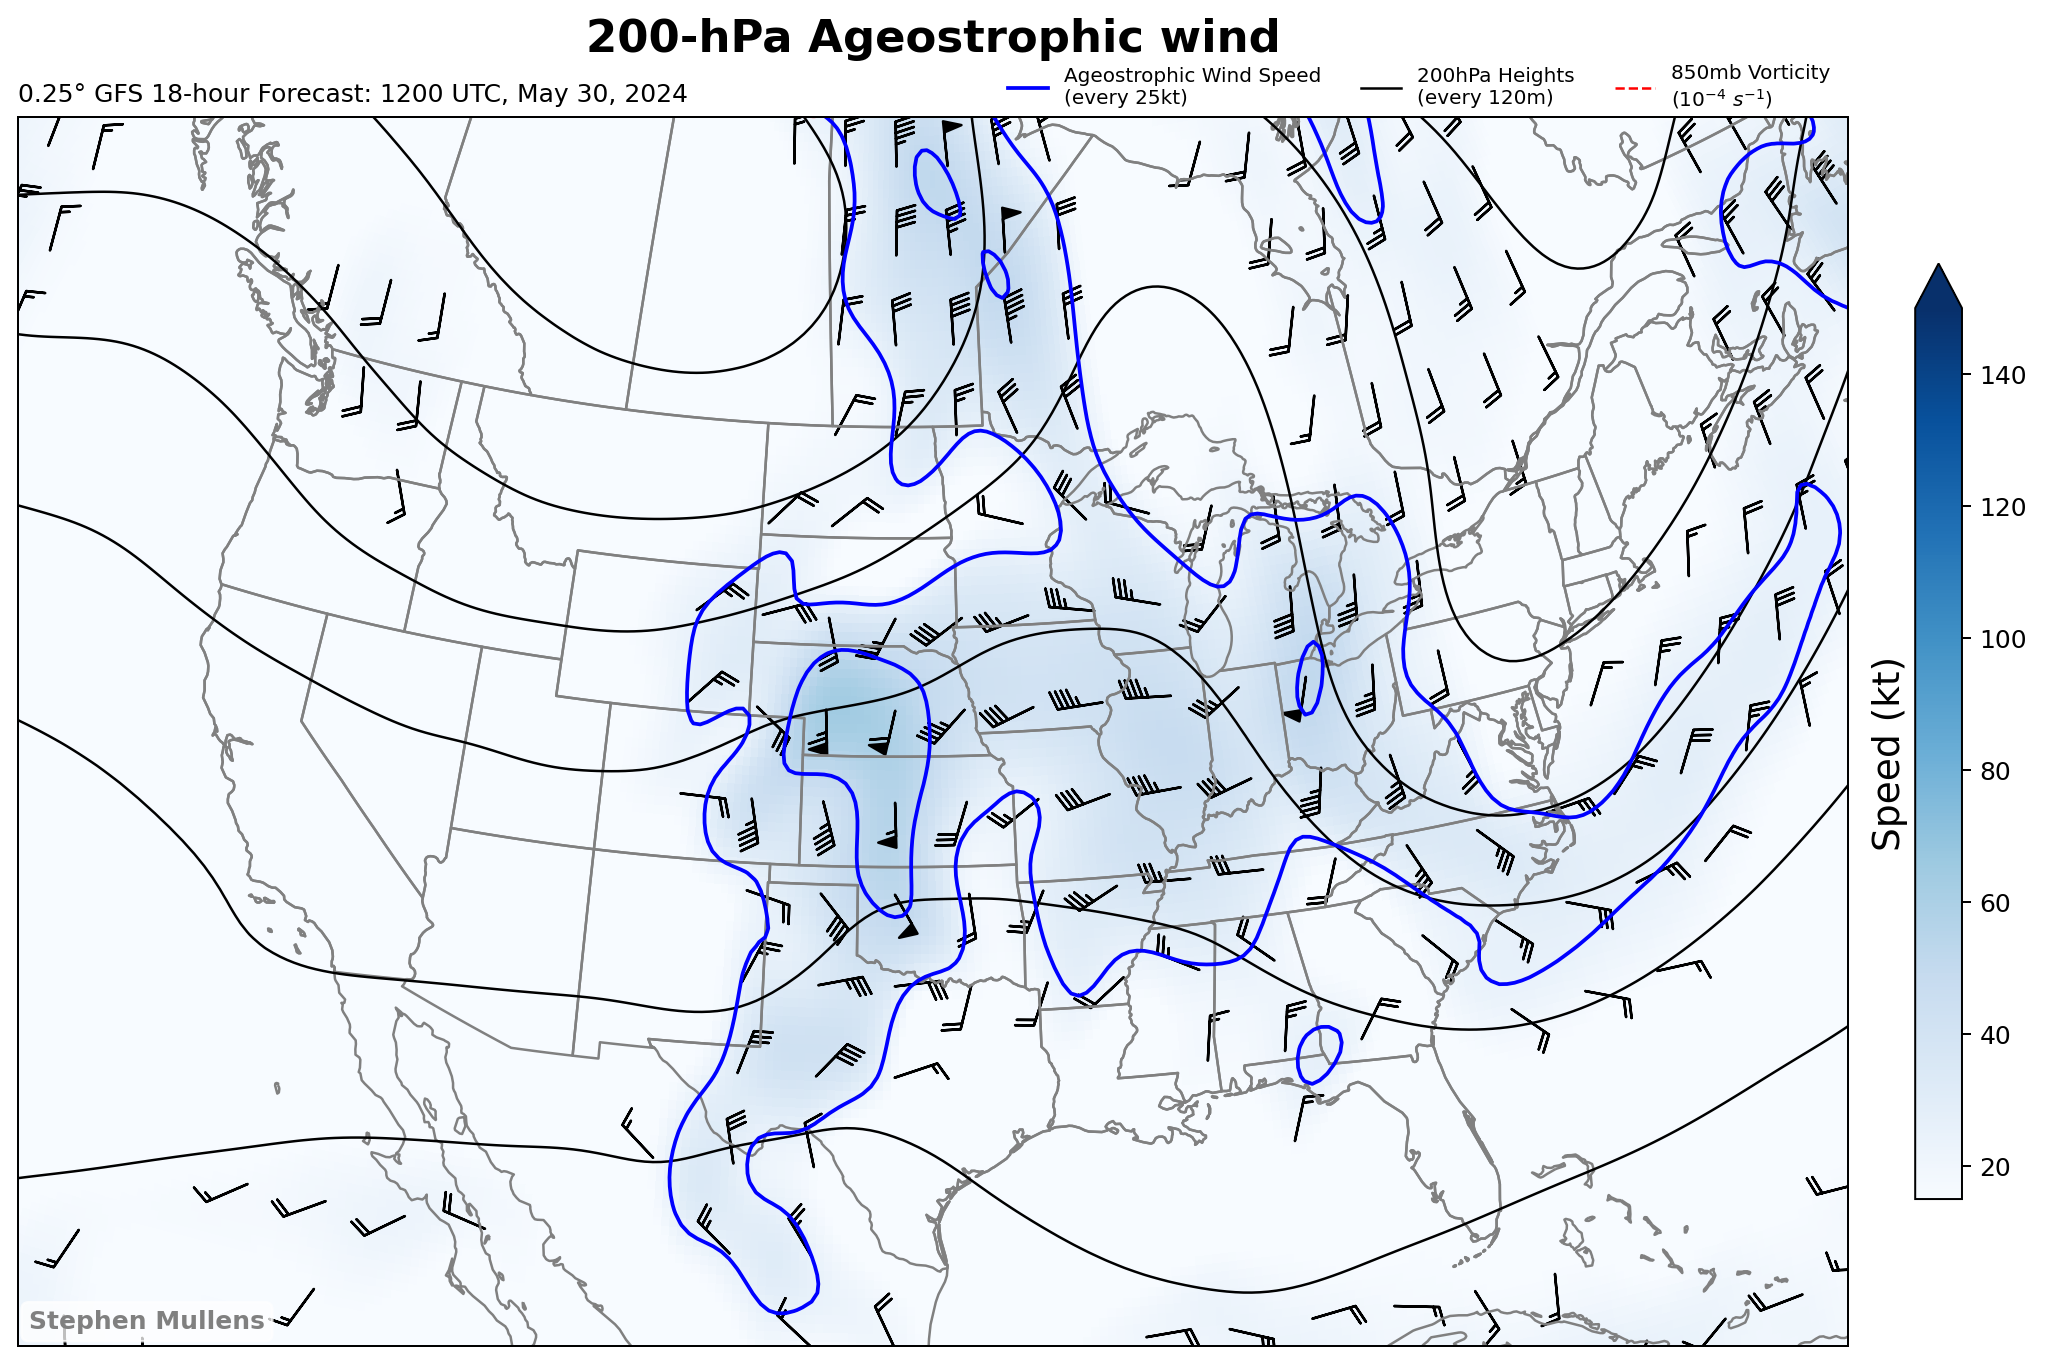 200-hPa Ageostrophic wind
0.25° GFS 18-hour Forecast: 1200 UTC, May 30, 2024
Ageostrophic Wind Speed
(every 25kt)
200hPa Heights
(every 120m)
850mb Vorticity
(10⁻⁴ s⁻¹)
140
120
100
80
60
40
20
Speed (kt)
Stephen Mullens